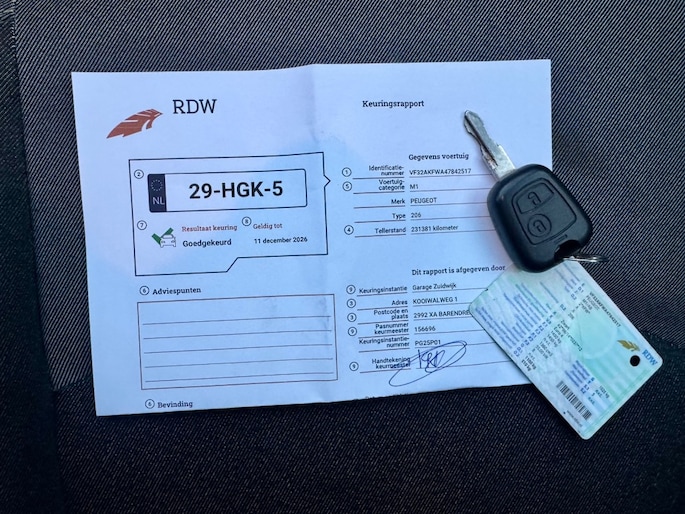 RDW
Keuringsrapport
2
NL
29-HGK-5
7 Resultaat keuring
Goedgekeurd
8 Geldig tot
11 december 2026
6 Adviespunten
6 Bevinding
Gegevens voertuig
1 Identificatie-
nummer VF32AKFWA47842517
5 Voertuig-
categorie M1
Merk PEUGEOT
Type 206
4 Tellerstand 231381 kilometer
Dit rapport is afgegeven door
9 Keuringsinstantie Garage Zuidwijk
3 Adres KOOIWALWEG 1
3 Postcode en
plaats 2992 XA BARENDRE
9 Pasnummer
keurmeester 156696
Keuringsinstantie-
nummer PG25P01
9 Handtekening
keurmeester
RDW